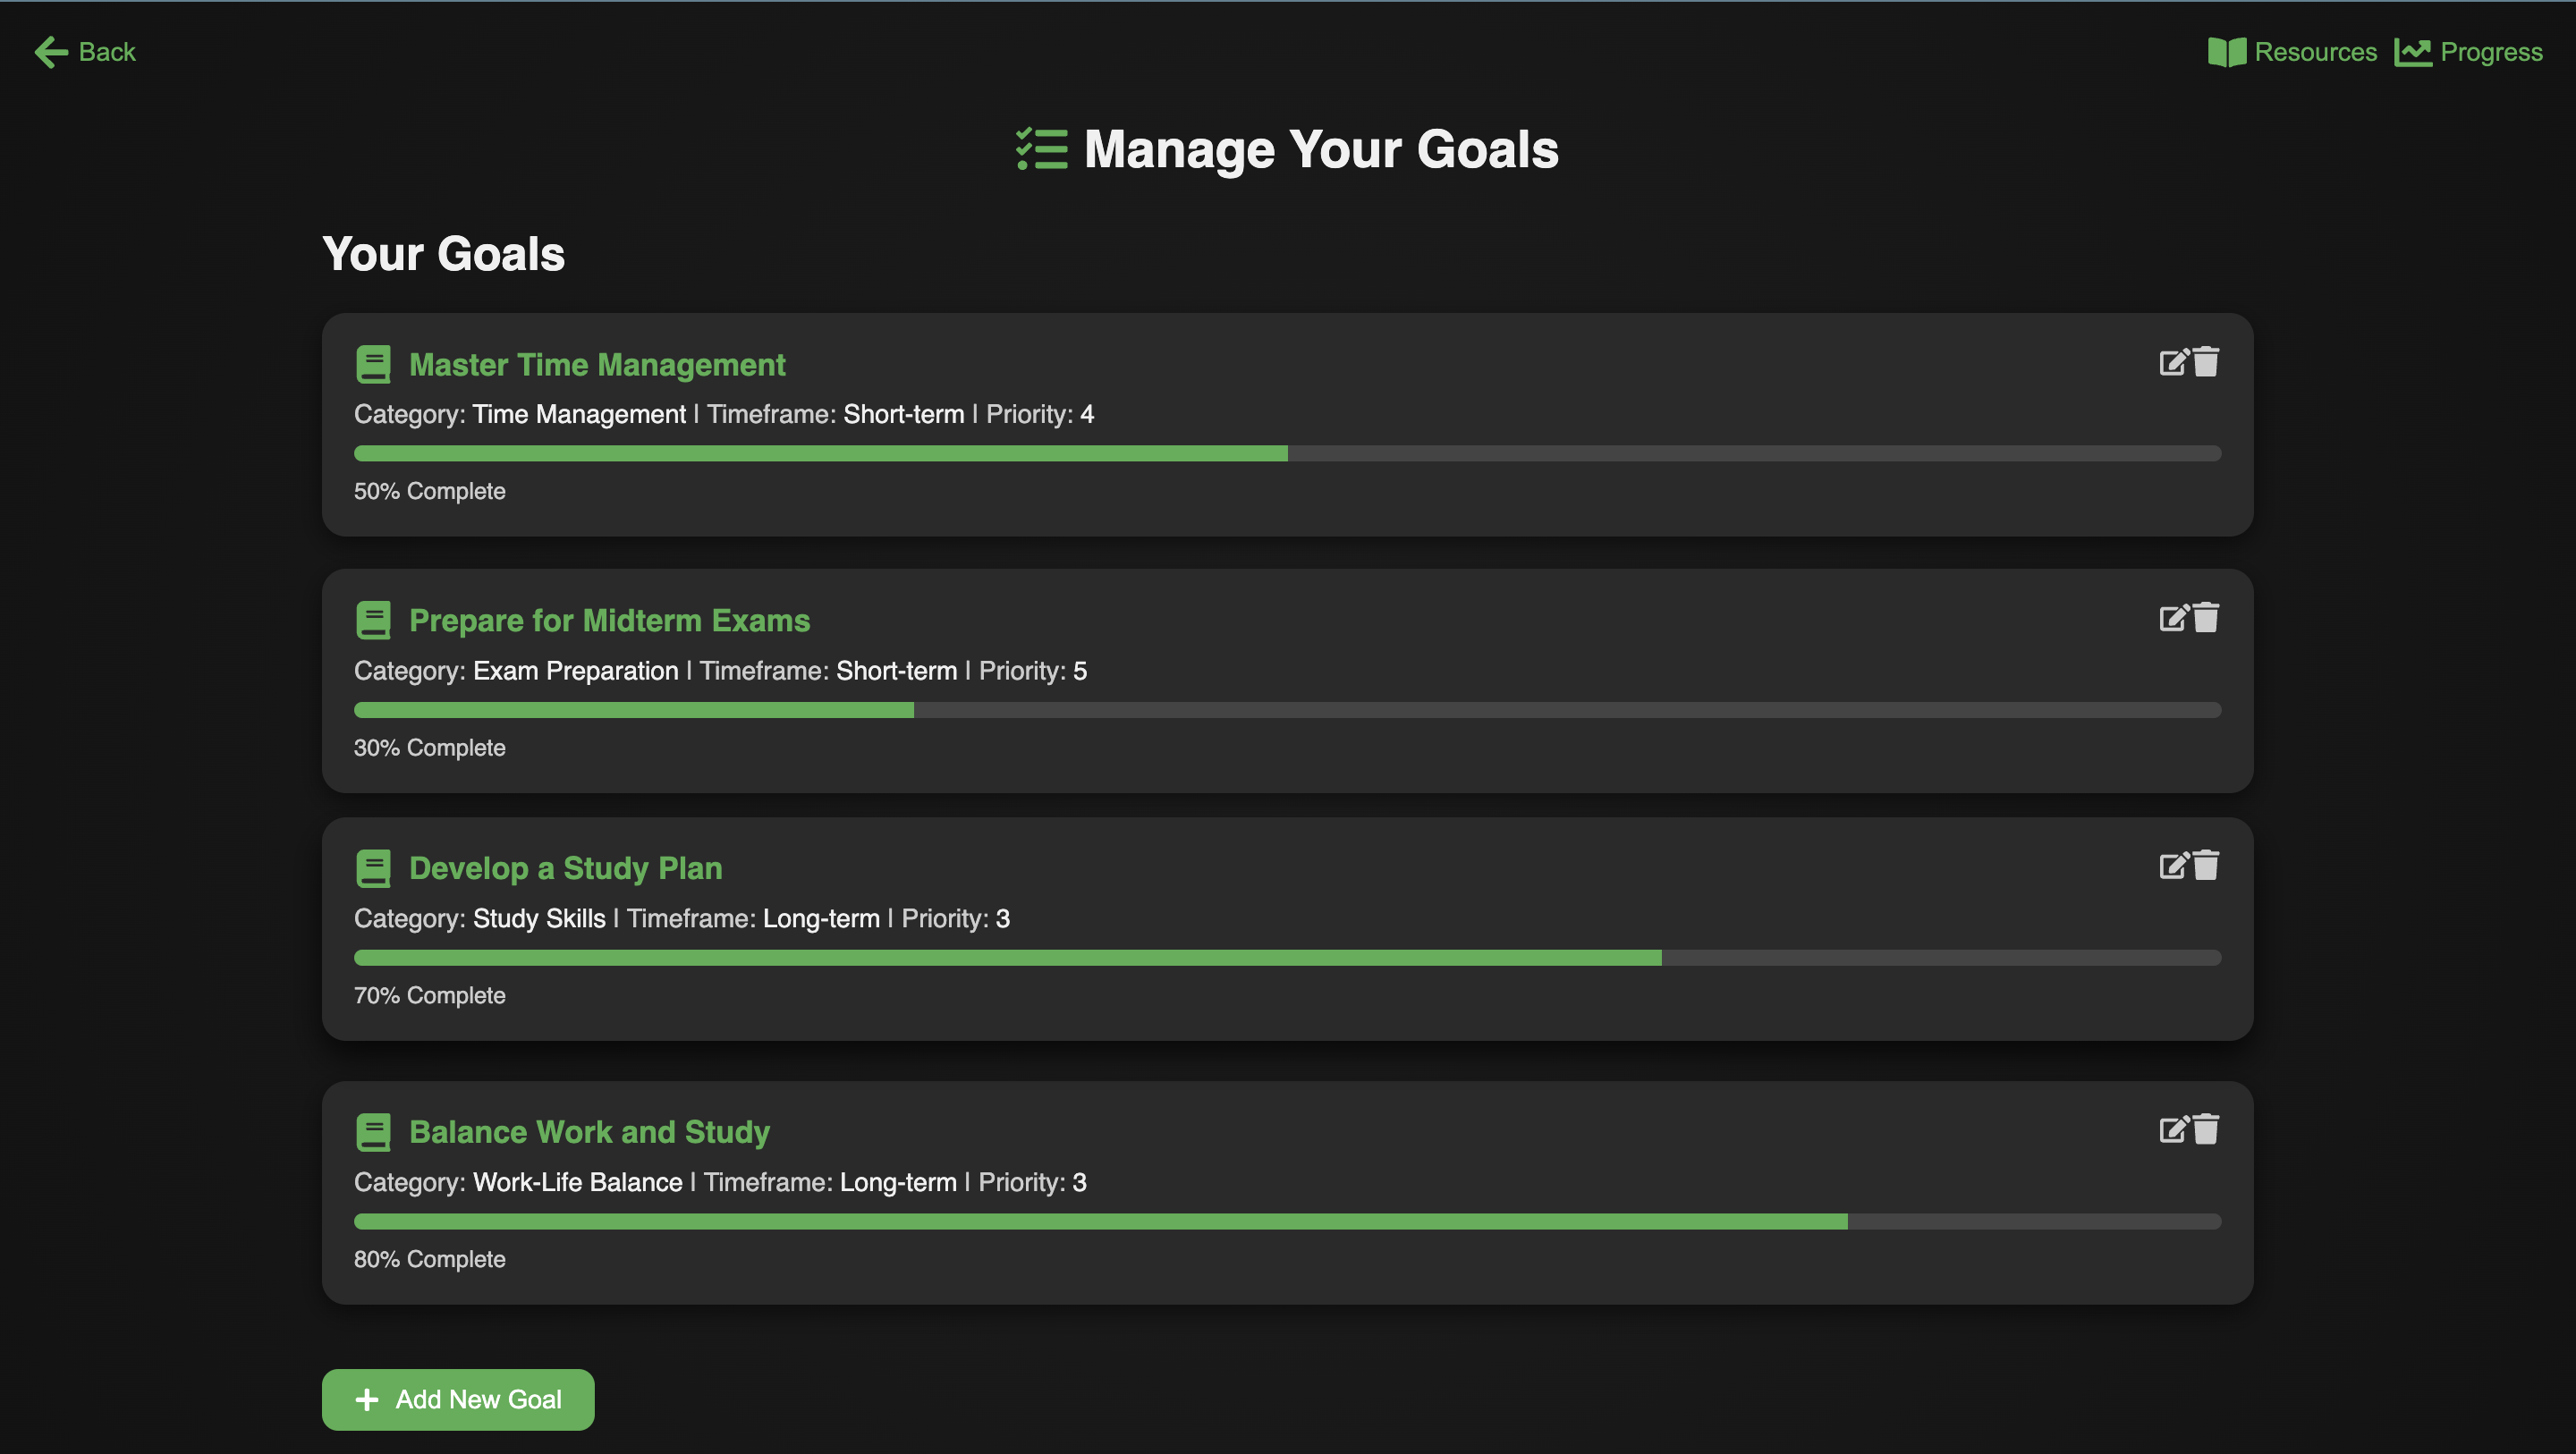 Back
Resources
Progress
Manage Your Goals
Your Goals
Master Time Management
Category: Time Management | Timeframe: Short-term | Priority: 4
50% Complete
Prepare for Midterm Exams
Category: Exam Preparation | Timeframe: Short-term | Priority: 5
30% Complete
Develop a Study Plan
Category: Study Skills | Timeframe: Long-term | Priority: 3
70% Complete
Balance Work and Study
Category: Work-Life Balance | Timeframe: Long-term | Priority: 3
80% Complete
Add New Goal